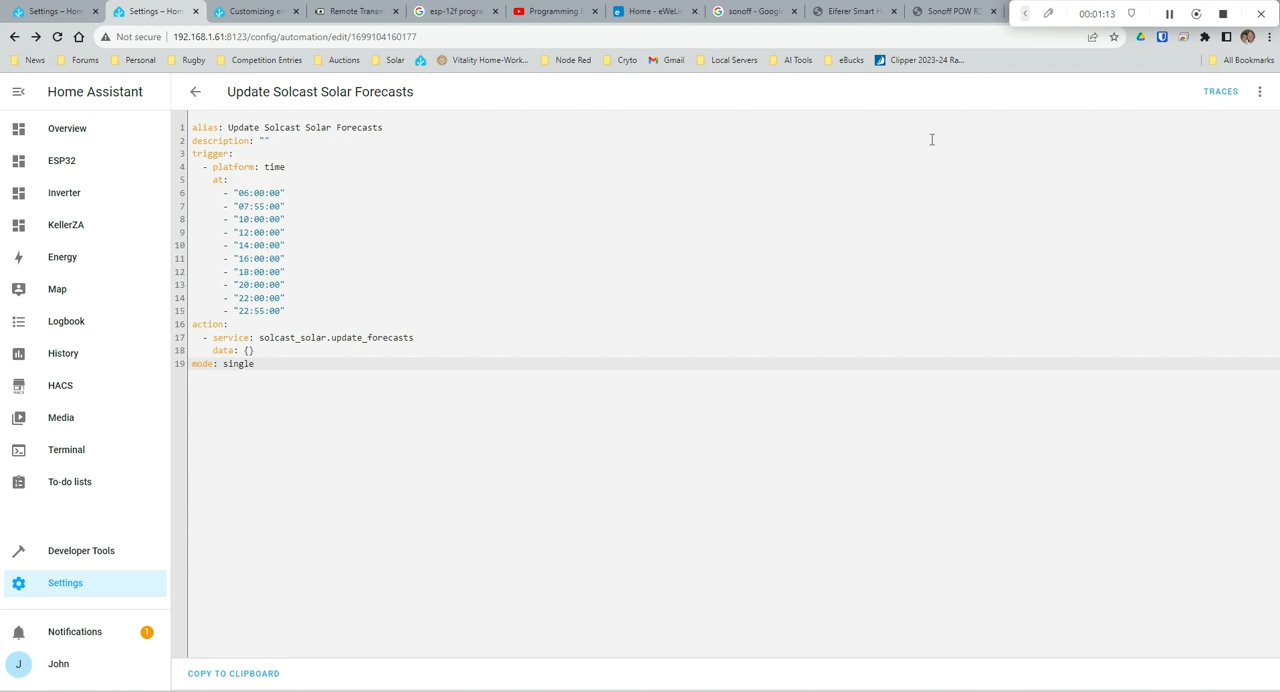 Settings – Hom
Settings – Hom
Customizing e
Remote Transm
esp-12f progra
Programming E
Home - eWeLin
sonoff - Googl
Eiferer Smart H
Sonoff POW R3
00:01:13
Not secure
192.168.1.61:8123/config/automation/edit/1699104160177
News
Forums
Personal
Rugby
Competition Entries
Auctions
Solar
Vitality Home-Work...
Node Red
Cryto
Gmail
Local Servers
AI Tools
eBucks
Clipper 2023-24 Ra...
All Bookmarks
Home Assistant
Update Solcast Solar Forecasts
TRACES
Overview
ESP32
Inverter
KellerZA
Energy
Map
Logbook
History
HACS
Media
Terminal
To-do lists
Developer Tools
Settings
Notifications 1
J John
1 alias: Update Solcast Solar Forecasts
2 description: ""
3 trigger:
4 - platform: time
5 at:
6 - "06:00:00"
7 - "07:55:00"
8 - "10:00:00"
9 - "12:00:00"
10 - "14:00:00"
11 - "16:00:00"
12 - "18:00:00"
13 - "20:00:00"
14 - "22:00:00"
15 - "22:55:00"
16 action:
17 - service: solcast_solar.update_forecasts
18 data: {}
19 mode: single
COPY TO CLIPBOARD